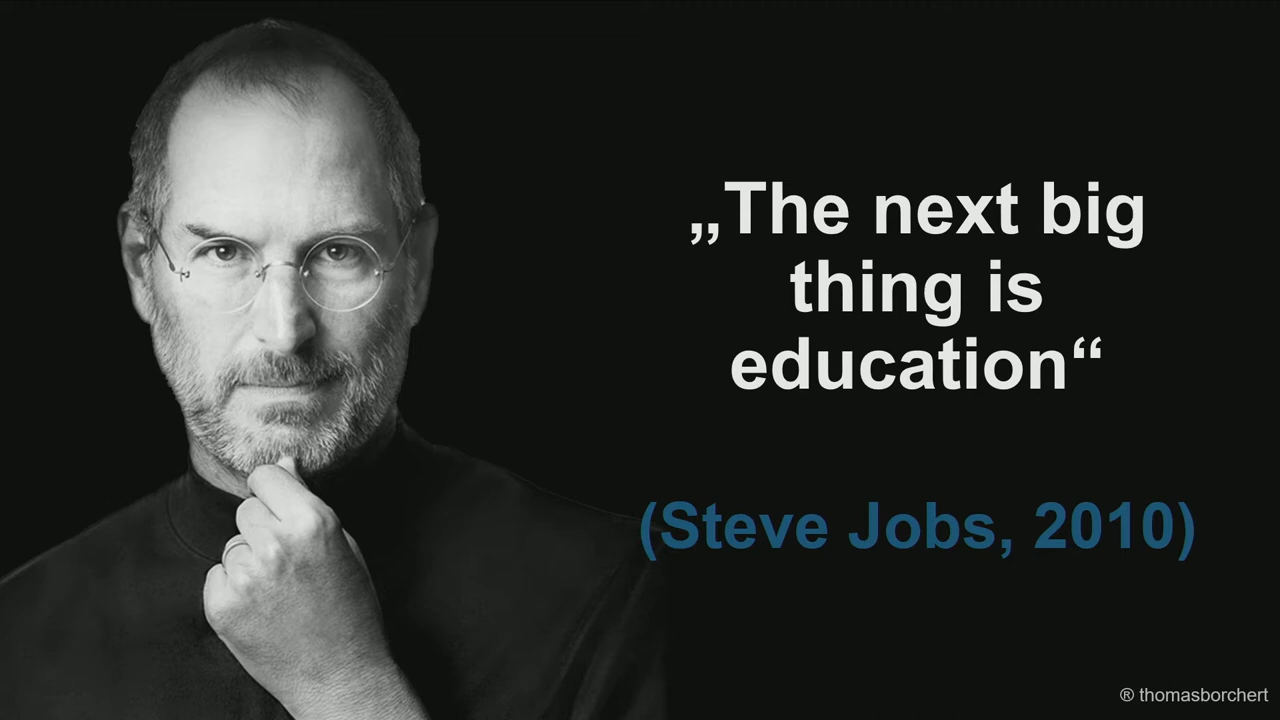 „The next big
thing is
education“
(Steve Jobs, 2010)
® thomasborchert